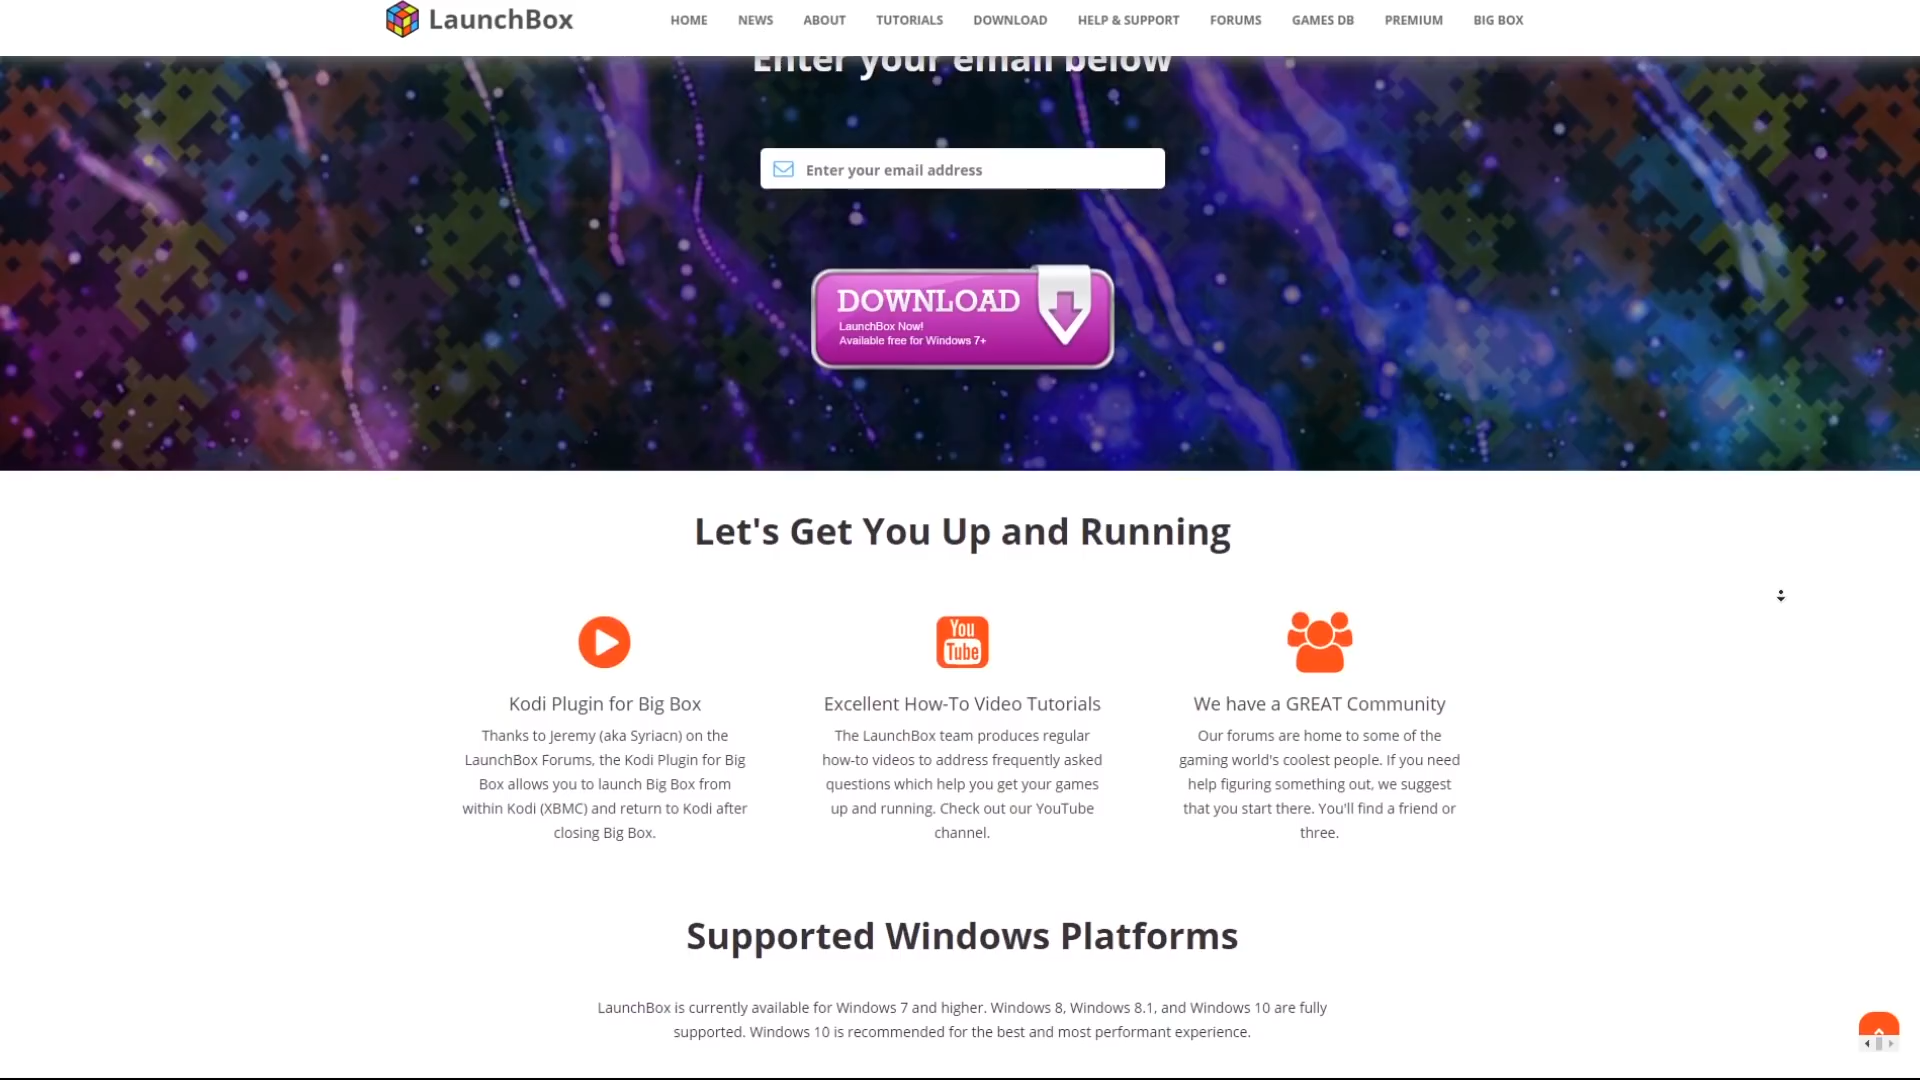 LaunchBox
HOME NEWS ABOUT TUTORIALS DOWNLOAD HELP & SUPPORT FORUMS GAMES DB PREMIUM BIG BOX
Enter your email below
Enter your email address
DOWNLOAD
LaunchBox Now!
Available free for Windows 7+
Let's Get You Up and Running
You
Tube
Kodi Plugin for Big Box
Thanks to Jeremy (aka Syriacn) on the
LaunchBox Forums, the Kodi Plugin for Big
Box allows you to launch Big Box from
within Kodi (XBMC) and return to Kodi after
closing Big Box.
Excellent How-To Video Tutorials
The LaunchBox team produces regular
how-to videos to address frequently asked
questions which help you get your games
up and running. Check out our YouTube
channel.
We have a GREAT Community
Our forums are home to some of the
gaming world's coolest people. If you need
help figuring something out, we suggest
that you start there. You'll find a friend or
three.
Supported Windows Platforms
LaunchBox is currently available for Windows 7 and higher. Windows 8, Windows 8.1, and Windows 10 are fully
supported. Windows 10 is recommended for the best and most performant experience.